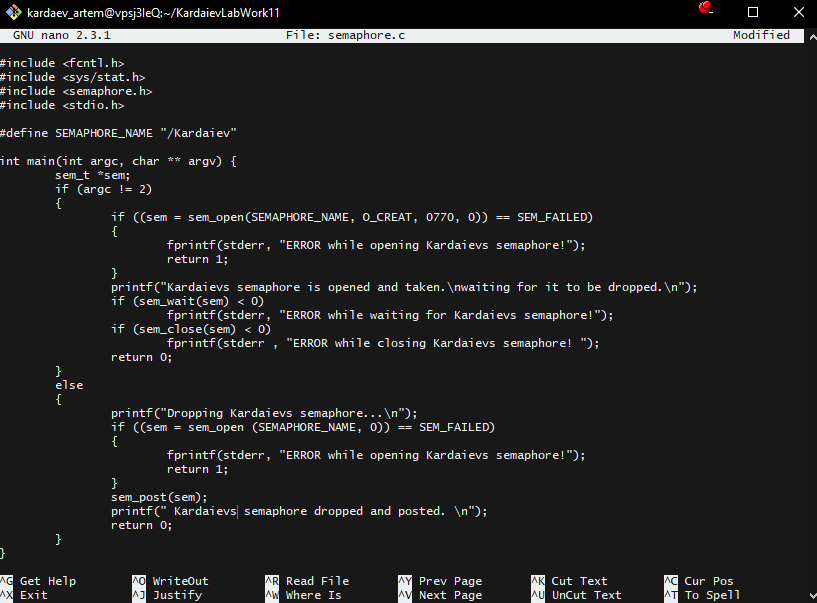 kardaev_artem@vpsj3IeQ:~/KardaievLabWork11
GNU nano 2.3.1 File: semaphore.c Modified
#include <fcntl.h>
#include <sys/stat.h>
#include <semaphore.h>
#include <stdio.h>
#define SEMAPHORE_NAME "/Kardaiev"
int main(int argc, char ** argv) {
sem_t *sem;
if (argc != 2)
{
if ((sem = sem_open(SEMAPHORE_NAME, O_CREAT, 0770, 0)) == SEM_FAILED)
{
fprintf(stderr, "ERROR while opening Kardaievs semaphore!");
return 1;
}
printf("Kardaievs semaphore is opened and taken.\nwaiting for it to be dropped.\n");
if (sem_wait(sem) < 0)
fprintf(stderr, "ERROR while waiting for Kardaievs semaphore!");
if (sem_close(sem) < 0)
fprintf(stderr , "ERROR while closing Kardaievs semaphore! ");
return 0;
}
else
{
printf("Dropping Kardaievs semaphore...\n");
if ((sem = sem_open (SEMAPHORE_NAME, 0)) == SEM_FAILED)
{
fprintf(stderr, "ERROR while opening Kardaievs semaphore!");
return 1;
}
sem_post(sem);
printf(" Kardaievs semaphore dropped and posted. \n");
return 0;
}
}
^G Get Help ^O WriteOut ^R Read File ^Y Prev Page ^K Cut Text ^C Cur Pos
^X Exit ^J Justify ^W Where Is ^V Next Page ^U UnCut Text ^T To Spell